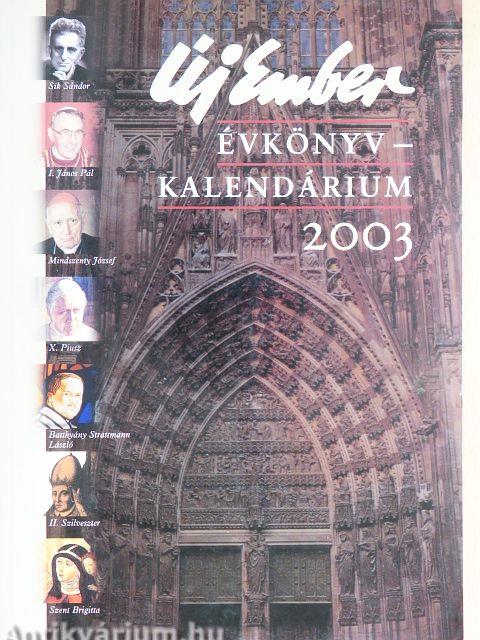 Új Ember
ÉVKÖNYV –
KALENDÁRIUM
2003
Sík Sándor
I. János Pál
Mindszenty József
X. Piusz
Batthyány Strattmann
László
II. Szilveszter
Szent Brigitta
Antikvárium.hu